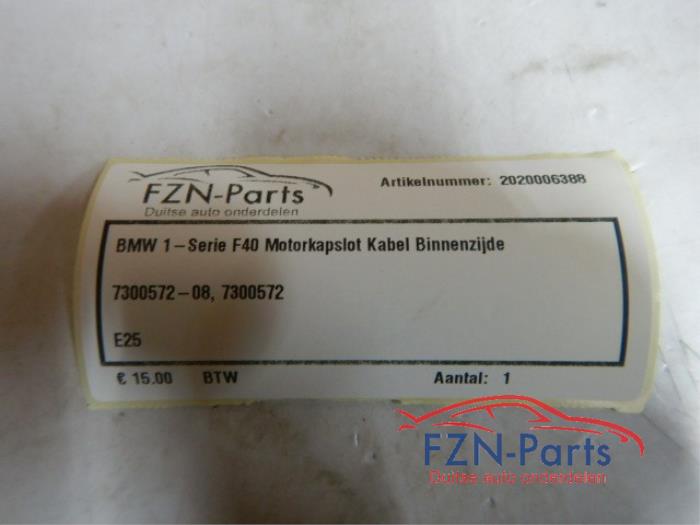 FZN-Parts
Duitse auto onderdelen
Artikelnummer: 2020006388
BMW 1-Serie F40 Motorkapslot Kabel Binnenzijde
7300572-08, 7300572
E25
€ 15.00 BTW Aantal: 1
FZN-Parts
Duitse auto onderdelen